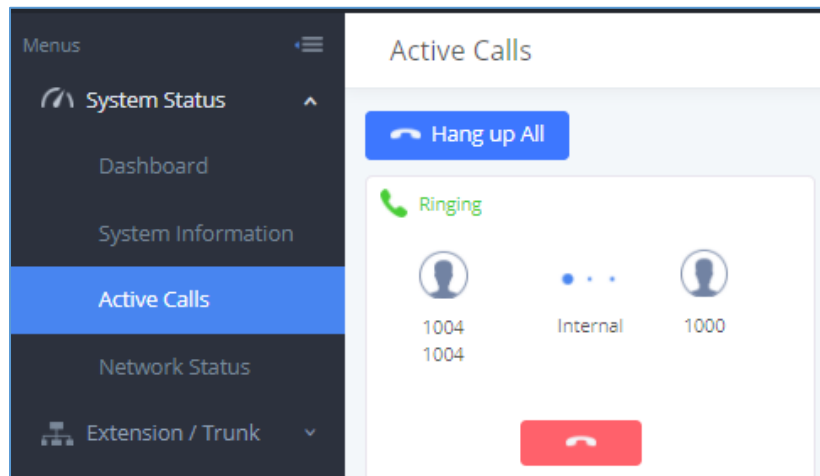 Menus
System Status
Dashboard
System Information
Active Calls
Network Status
Extension / Trunk
Active Calls
Hang up All
Ringing
1004 Internal 1000
1004